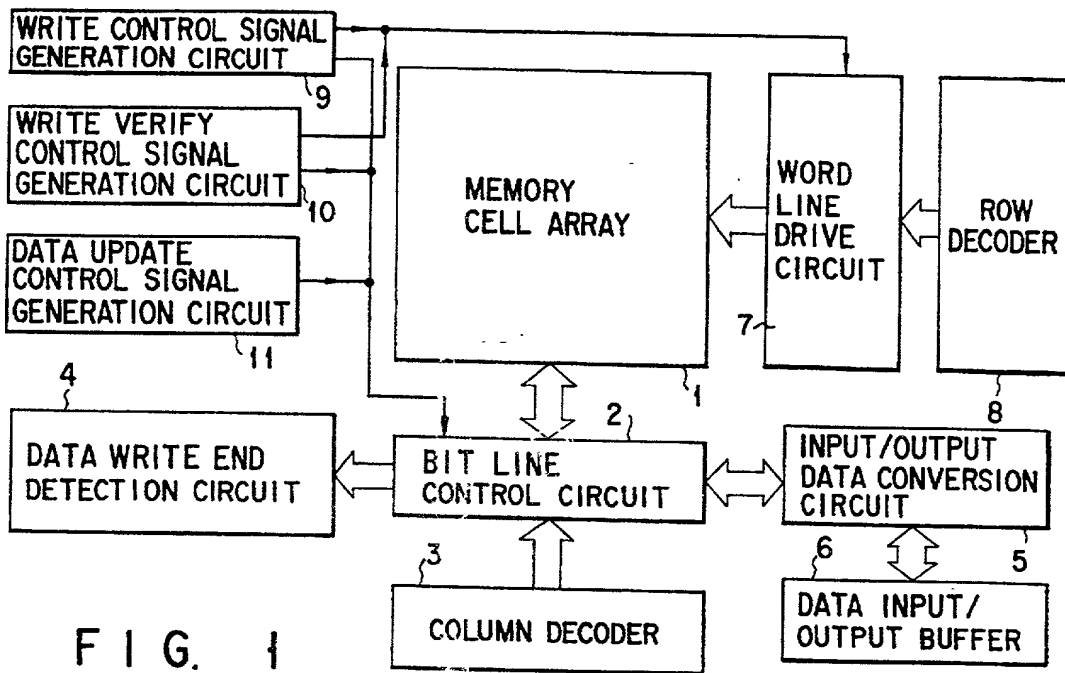 WRITE CONTROL SIGNAL
GENERATION CIRCUIT
9
WRITE VERIFY
CONTROL SIGNAL
GENERATION CIRCUIT
10
DATA UPDATE
CONTROL SIGNAL
GENERATION CIRCUIT
11
MEMORY
CELL ARRAY
1
WORD
LINE
DRIVE
CIRCUIT
7
ROW
DECODER
8
4
DATA WRITE END
DETECTION CIRCUIT
2
BIT LINE
CONTROL CIRCUIT
INPUT/OUTPUT
DATA CONVERSION
CIRCUIT
5
3
COLUMN DECODER
6
DATA INPUT/
OUTPUT BUFFER
FIG. 1